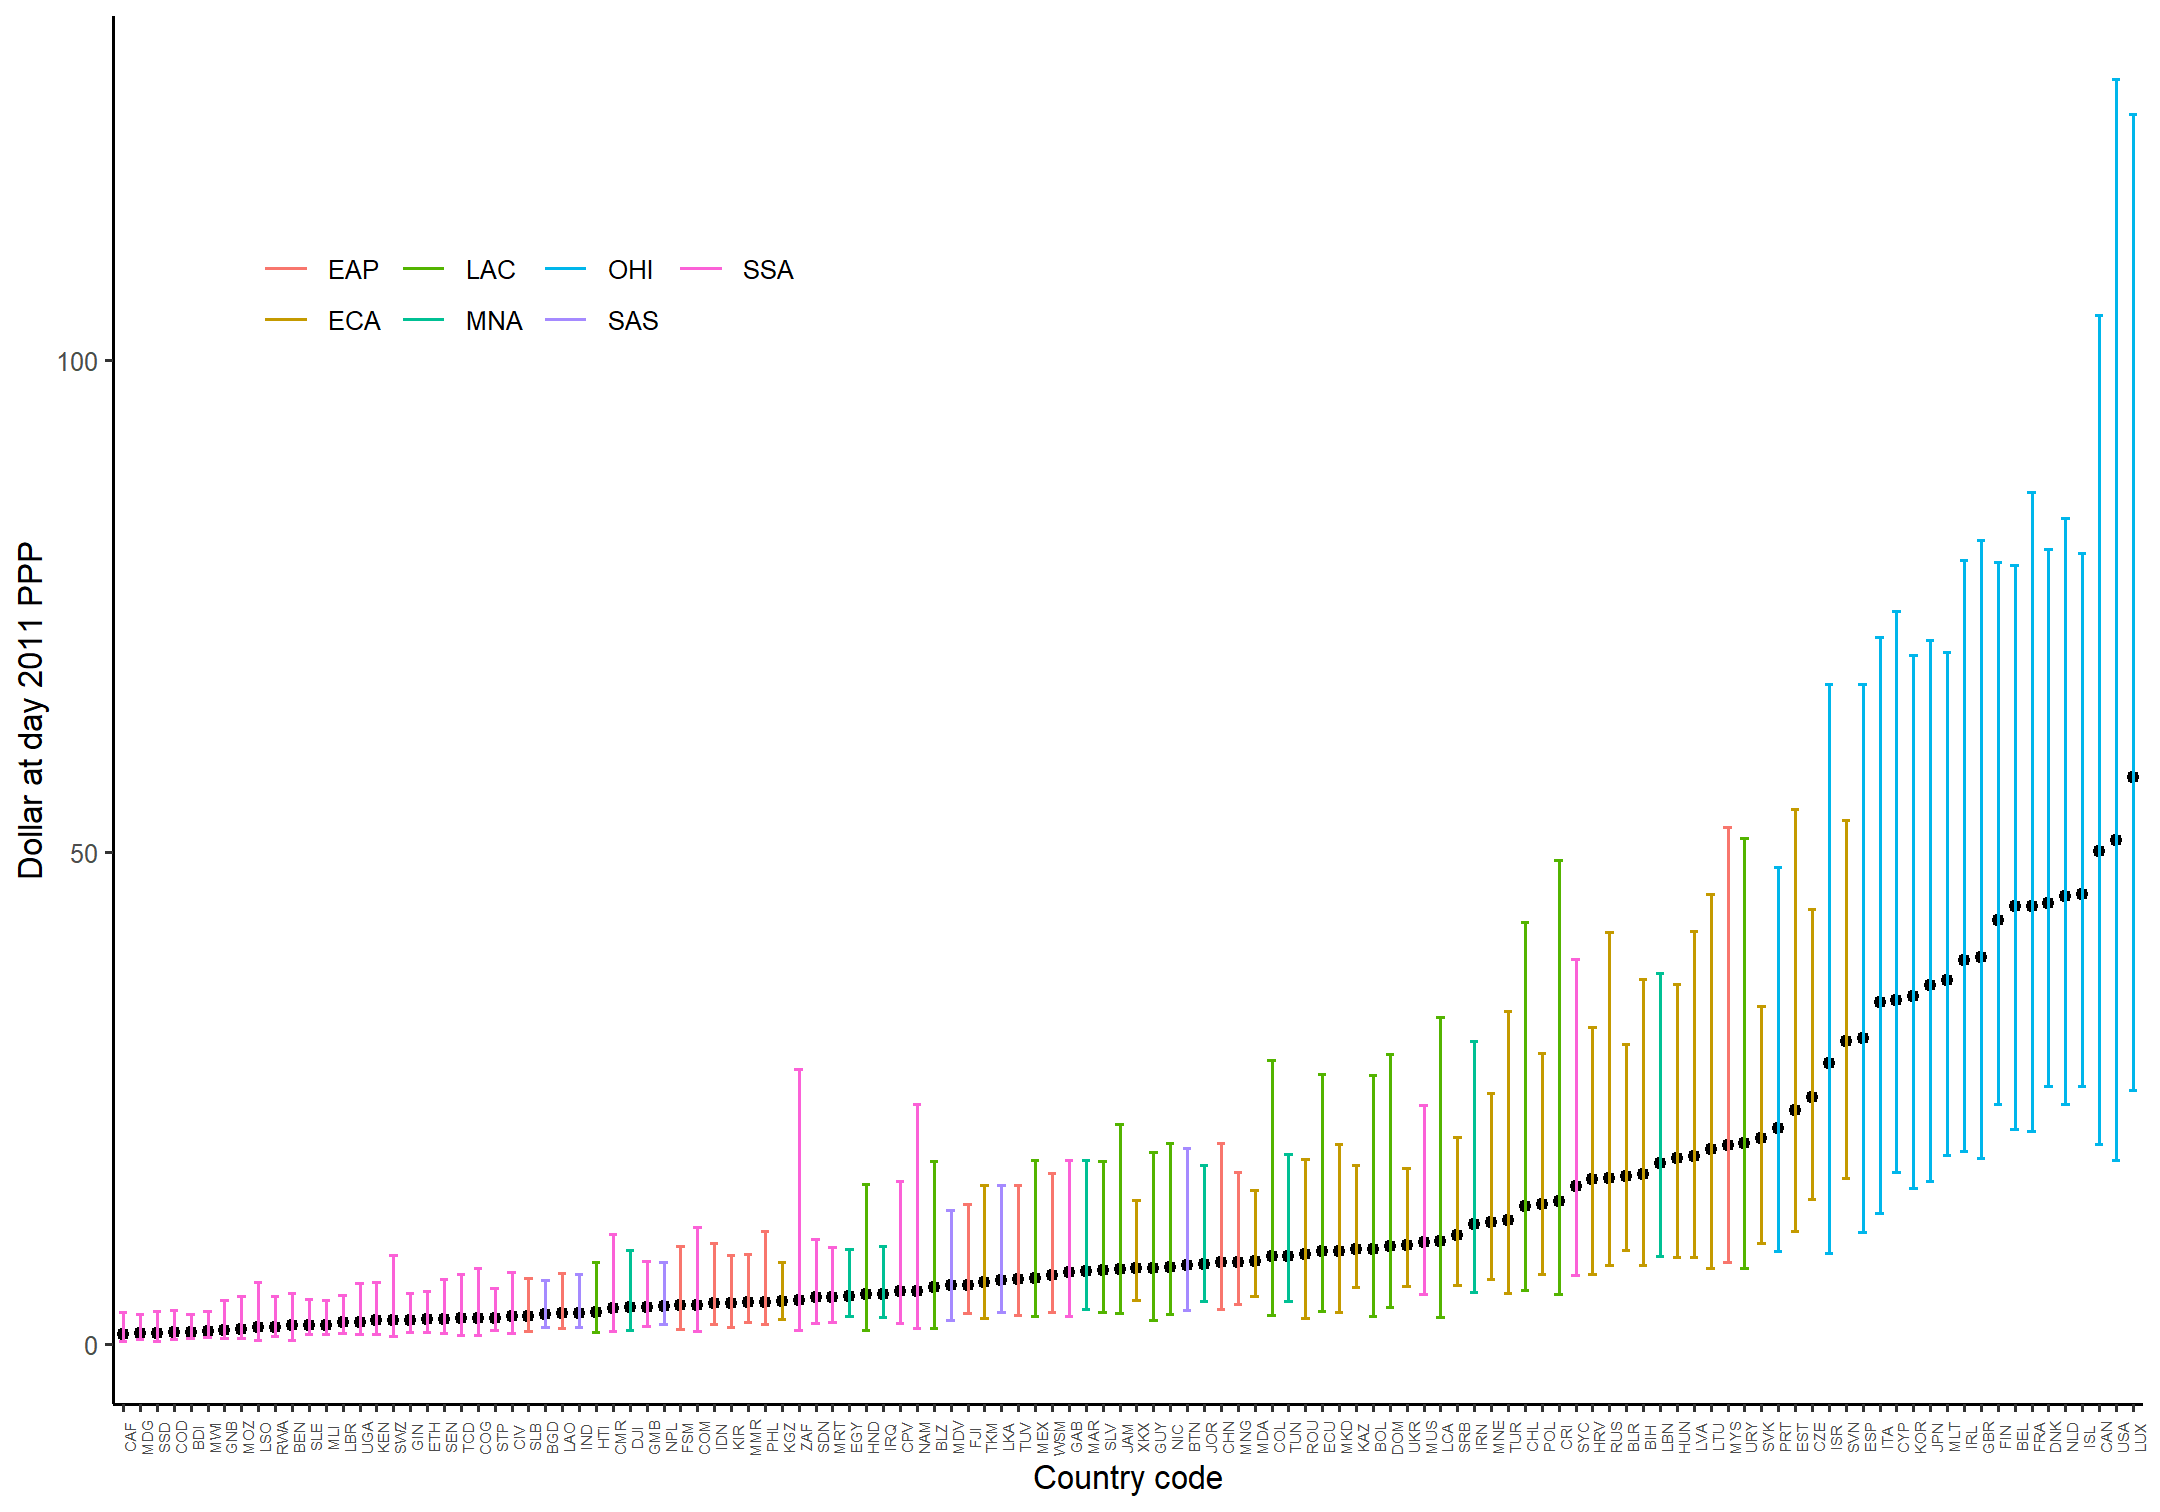 EAP LAC OHI SSA
ECA MNA SAS
Dollar at day 2011 PPP
100
50
0
CAF MDG SSD COD BDI MWI GNB MOZ LSO RWA BEN SLE MLI LBR UGA KEN SWZ GIN ETH SEN TCD COG STP CIV SLB BGD LAO IND HTI CMR DJI GMB NPL FSM COM IDN KIR MMR PHL KGZ ZAF SDN MRT EGY HND IRQ CPV NAM BLZ MDV FJI TKM LKA TUV MEX WSM GAB MAR SLV JAM XKX GUY NIC BTN JOR CHN MNG MDA COL TUN ROU ECU MKD KAZ BOL DOM UKR MUS LCA SRB IRN MNE TUR CHL POL CRI SYC HRV RUS BLR BIH LBN HUN LVA LTU MYS URY SVK PRT EST CZE ISR SVN ESP ITA CYP KOR JPN MLT IRL GBR FIN BEL FRA DNK NLD ISL CAN USA LUX
Country code